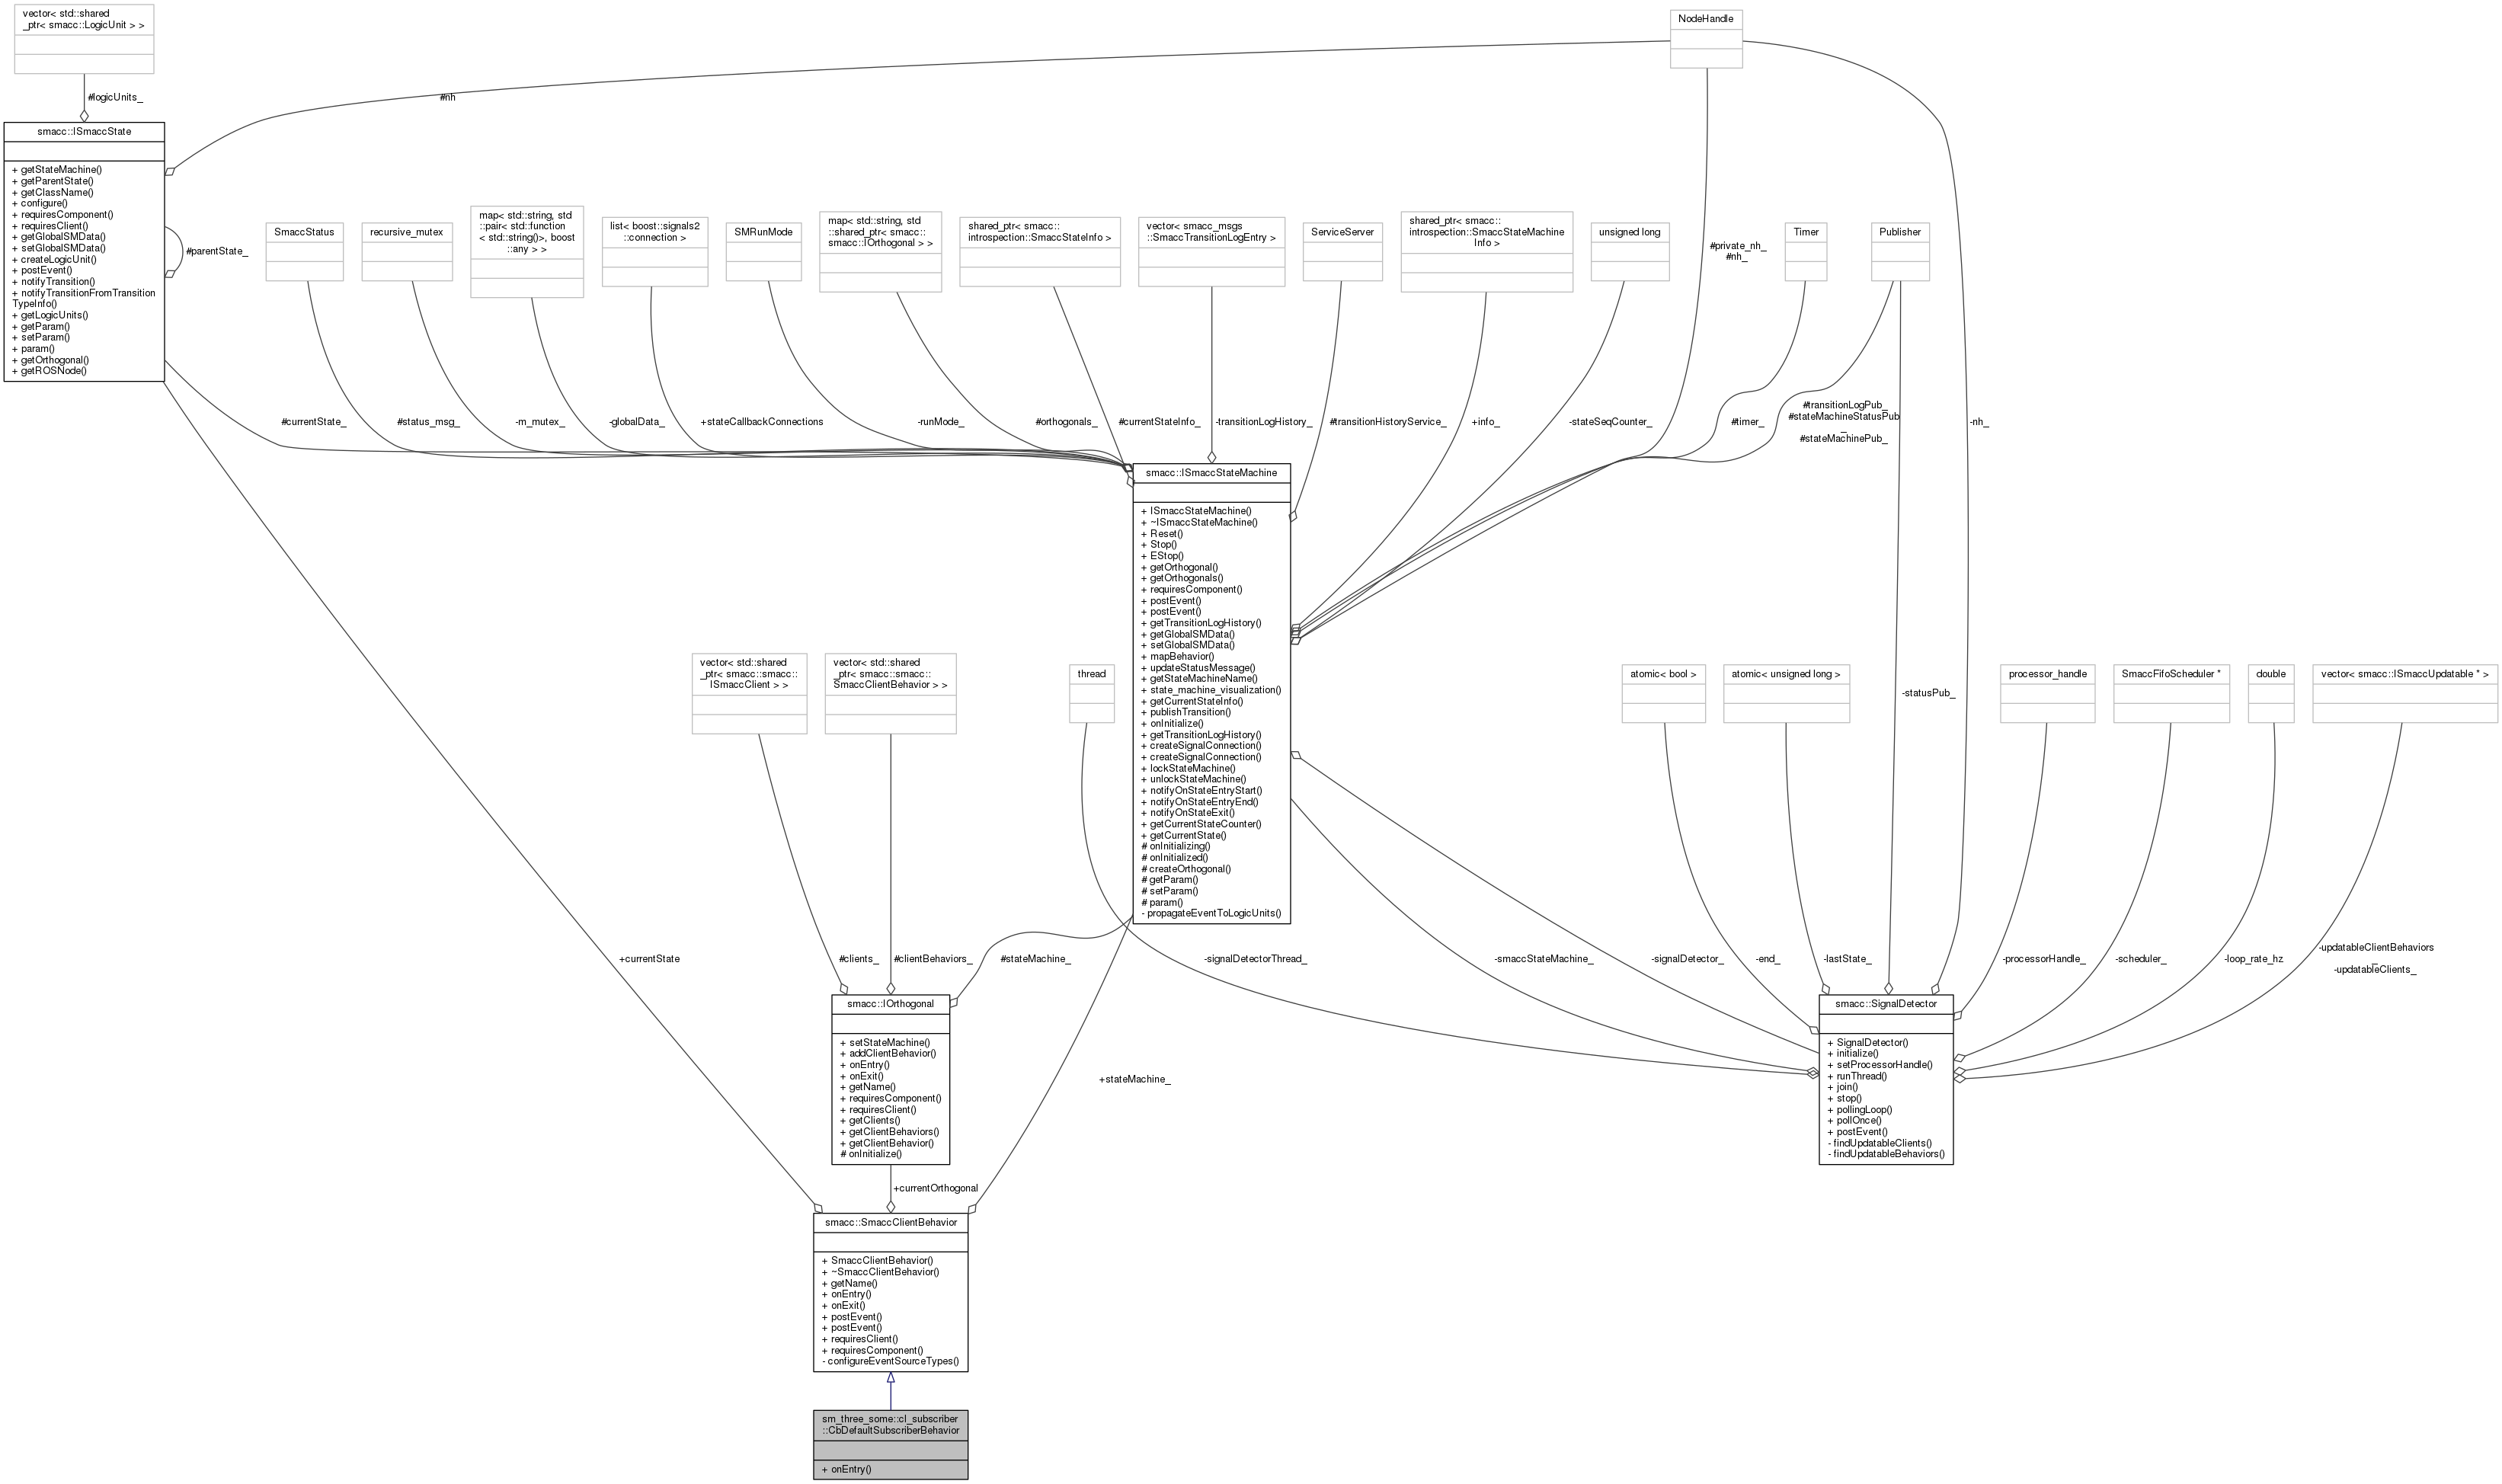 vector< std::shared
_ptr< smacc::LogicUnit > >
NodeHandle
#logicUnits_
#nh
smacc::ISmaccState
+ getStateMachine()
+ getParentState()
+ getClassName()
+ configure()
+ requiresComponent()
+ requiresClient()
+ getGlobalSMData()
+ setGlobalSMData()
+ createLogicUnit()
+ postEvent()
+ notifyTransition()
+ notifyTransitionFromTransition
TypeInfo()
+ getLogicUnits()
+ getParam()
+ setParam()
+ param()
+ getOrthogonal()
+ getROSNode()
#parentState_
SmaccStatus
recursive_mutex
map< std::string, std
::pair< std::function
< std::string()>, boost
::any > >
list< boost::signals2
::connection >
SMRunMode
map< std::string, std
::shared_ptr< smacc::
smacc::IOrthogonal > >
shared_ptr< smacc::
introspection::SmaccStateInfo >
vector< smacc_msgs
::SmaccTransitionLogEntry >
ServiceServer
shared_ptr< smacc::
introspection::SmaccStateMachine
Info >
unsigned long
#private_nh_
#nh_
Timer
Publisher
#currentState_
#status_msg_
-m_mutex_
-globalData_
+stateCallbackConnections
-runMode_
#orthogonals_
#currentStateInfo_
-transitionLogHistory_
#transitionHistoryService_
+info_
-stateSeqCounter_
#timer_
#transitionLogPub_
#stateMachineStatusPub
_
#stateMachinePub_
-nh_
smacc::ISmaccStateMachine
+ ISmaccStateMachine()
+ ~ISmaccStateMachine()
+ Reset()
+ Stop()
+ EStop()
+ getOrthogonal()
+ getOrthogonals()
+ requiresComponent()
+ postEvent()
+ postEvent()
+ getTransitionLogHistory()
+ getGlobalSMData()
+ setGlobalSMData()
+ mapBehavior()
+ updateStatusMessage()
+ getStateMachineName()
+ state_machine_visualization()
+ getCurrentStateInfo()
+ publishTransition()
+ onInitialize()
+ getTransitionLogHistory()
+ createSignalConnection()
+ createSignalConnection()
+ lockStateMachine()
+ unlockStateMachine()
+ notifyOnStateEntryStart()
+ notifyOnStateEntryEnd()
+ notifyOnStateExit()
+ getCurrentStateCounter()
+ getCurrentState()
# onInitializing()
# onInitialized()
# createOrthogonal()
# getParam()
# setParam()
# param()
- propagateEventToLogicUnits()
vector< std::shared
_ptr< smacc::smacc::
ISmaccClient > >
vector< std::shared
_ptr< smacc::smacc::
SmaccClientBehavior > >
thread
atomic< bool >
atomic< unsigned long >
-statusPub_
processor_handle
SmaccFifoScheduler *
double
vector< smacc::ISmaccUpdatable * >
+currentState
#clients_
#clientBehaviors_
#stateMachine_
-signalDetectorThread_
-smaccStateMachine_
-signalDetector_
-end_
-lastState_
-processorHandle_
-scheduler_
-loop_rate_hz
-updatableClientBehaviors
_
-updatableClients_
smacc::IOrthogonal
+ setStateMachine()
+ addClientBehavior()
+ onEntry()
+ onExit()
+ getName()
+ requiresComponent()
+ requiresClient()
+ getClients()
+ getClientBehaviors()
+ getClientBehavior()
# onInitialize()
+stateMachine_
smacc::SignalDetector
+ SignalDetector()
+ initialize()
+ setProcessorHandle()
+ runThread()
+ join()
+ stop()
+ pollingLoop()
+ pollOnce()
+ postEvent()
- findUpdatableClients()
- findUpdatableBehaviors()
+currentOrthogonal
smacc::SmaccClientBehavior
+ SmaccClientBehavior()
+ ~SmaccClientBehavior()
+ getName()
+ onEntry()
+ onExit()
+ postEvent()
+ postEvent()
+ requiresClient()
+ requiresComponent()
- configureEventSourceTypes()
sm_three_some::cl_subscriber
::CbDefaultSubscriberBehavior
+ onEntry()